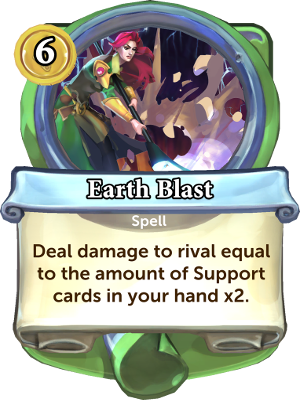 6
Earth Blast
Spell
Deal damage to rival equal
to the amount of Support
cards in your hand x2.